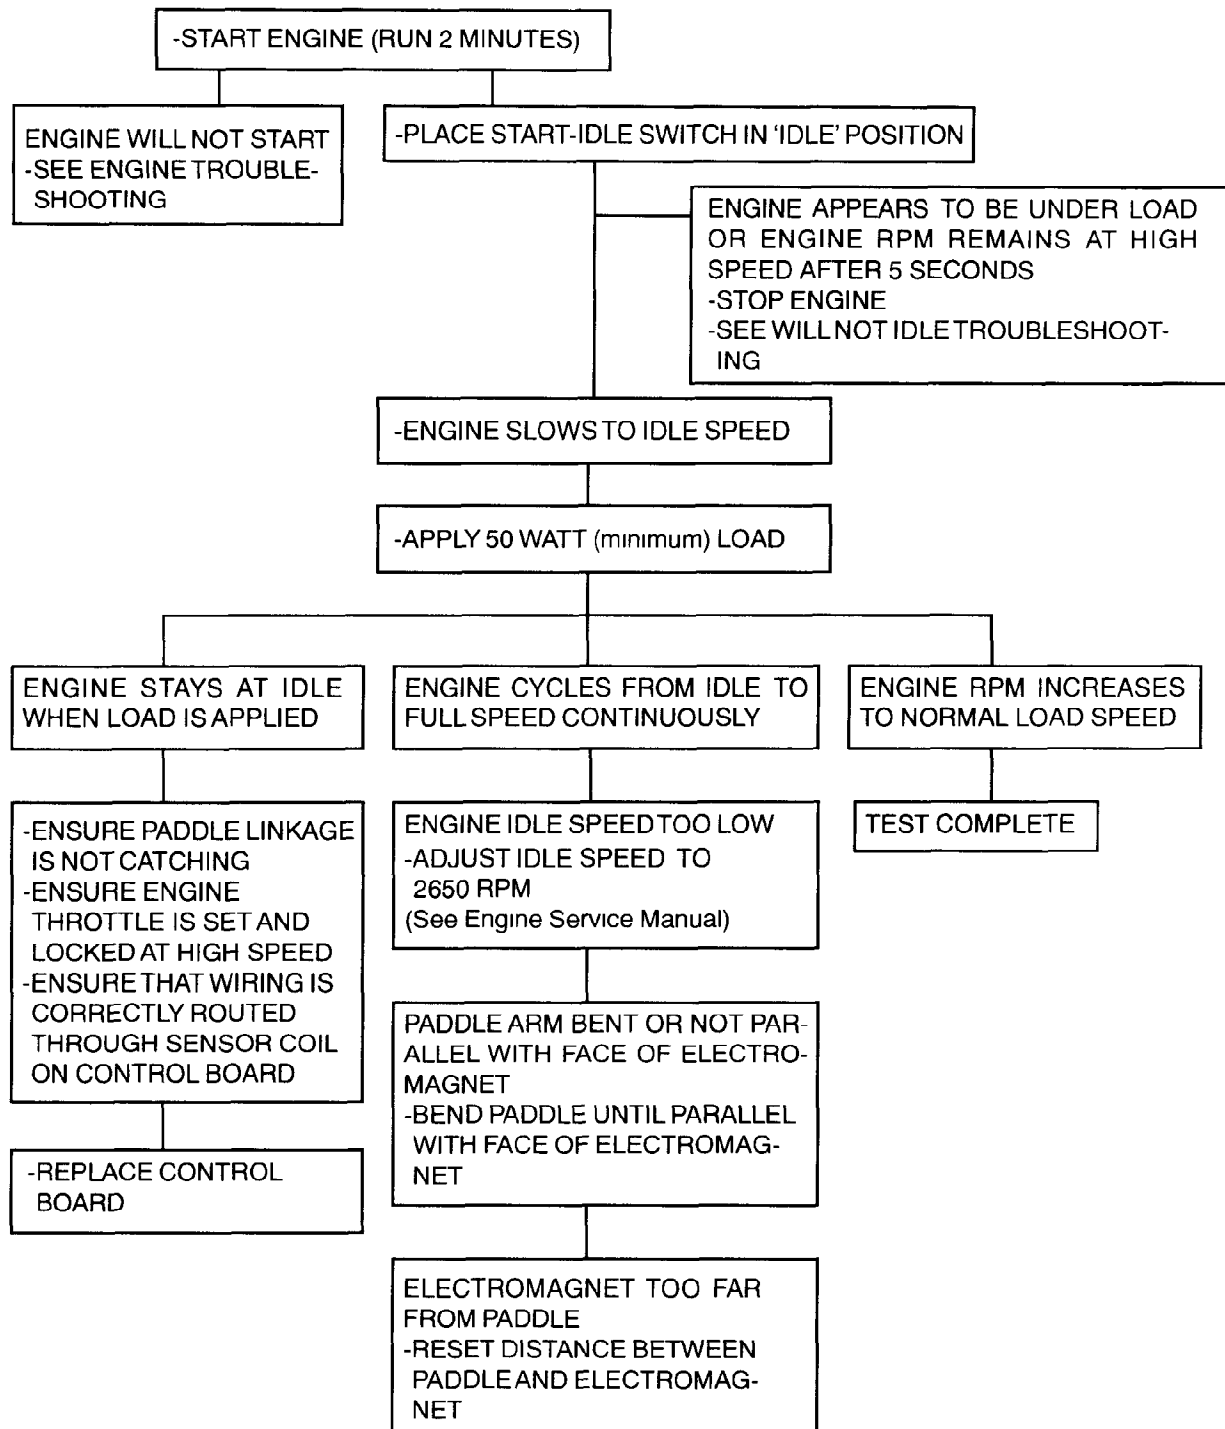 -START ENGINE (RUN 2 MINUTES)
ENGINE WILL NOT START
-SEE ENGINE TROUBLE-
SHOOTING
-PLACE START-IDLE SWITCH IN 'IDLE' POSITION
ENGINE APPEARS TO BE UNDER LOAD
OR ENGINE RPM REMAINS AT HIGH
SPEED AFTER 5 SECONDS
-STOP ENGINE
-SEE WILL NOT IDLE TROUBLESHOOT-
ING
-ENGINE SLOWS TO IDLE SPEED
-APPLY 50 WATT (minimum) LOAD
ENGINE STAYS AT IDLE
WHEN LOAD IS APPLIED
-ENSURE PADDLE LINKAGE
IS NOT CATCHING
-ENSURE ENGINE
THROTTLE IS SET AND
LOCKED AT HIGH SPEED
-ENSURE THAT WIRING IS
CORRECTLY ROUTED
THROUGH SENSOR COIL
ON CONTROL BOARD
-REPLACE CONTROL
BOARD
ENGINE CYCLES FROM IDLE TO
FULL SPEED CONTINUOUSLY
ENGINE IDLE SPEED TOO LOW
-ADJUST IDLE SPEED TO
2650 RPM
(See Engine Service Manual)
PADDLE ARM BENT OR NOT PAR-
ALLEL WITH FACE OF ELECTRO-
MAGNET
-BEND PADDLE UNTIL PARALLEL
WITH FACE OF ELECTROMAG-
NET
ELECTROMAGNET TOO FAR
FROM PADDLE
-RESET DISTANCE BETWEEN
PADDLE AND ELECTROMAG-
NET
ENGINE RPM INCREASES
TO NORMAL LOAD SPEED
TEST COMPLETE